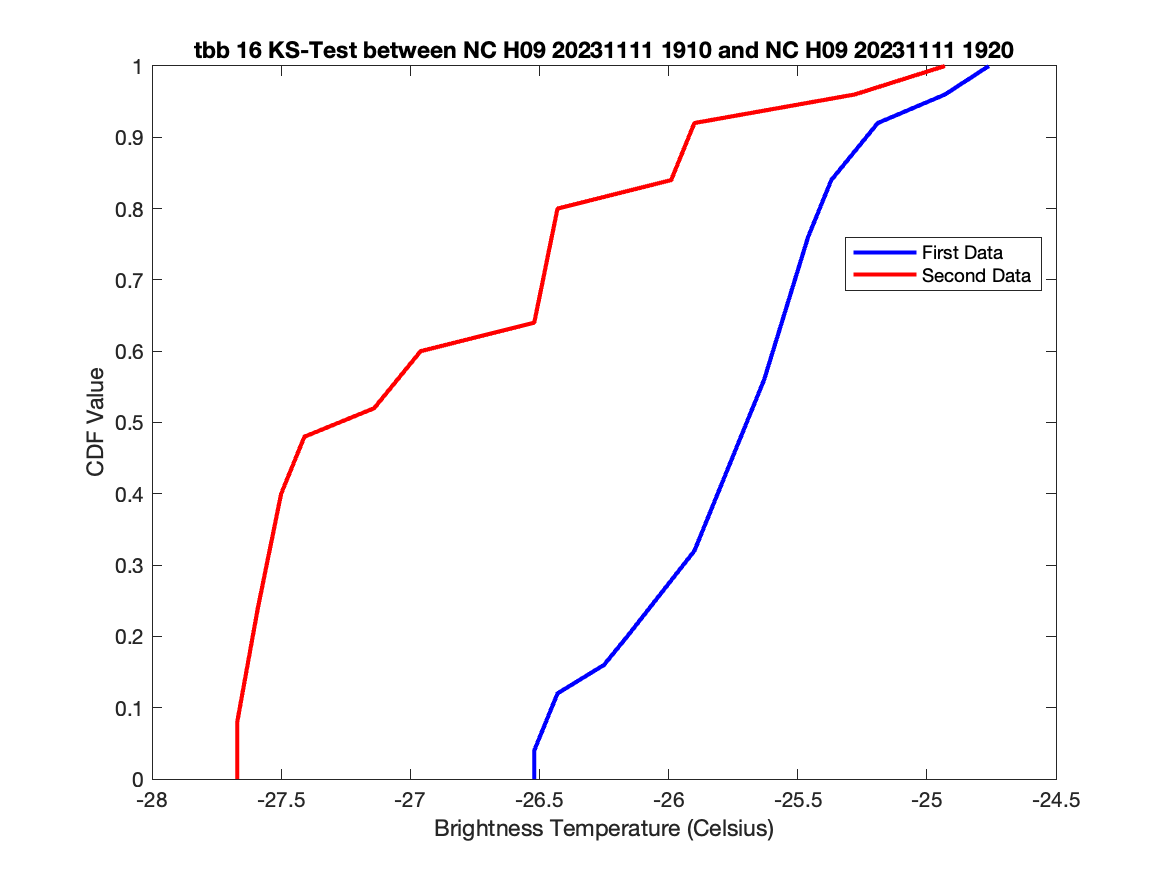 tbb 16 KS-Test between NC H09 20231111 1910 and NC H09 20231111 1920
1
0.9
0.8
0.7
0.6
0.5
0.4
0.3
0.2
0.1
0
CDF Value
First Data
Second Data
-28 -27.5 -27 -26.5 -26 -25.5 -25 -24.5
Brightness Temperature (Celsius)